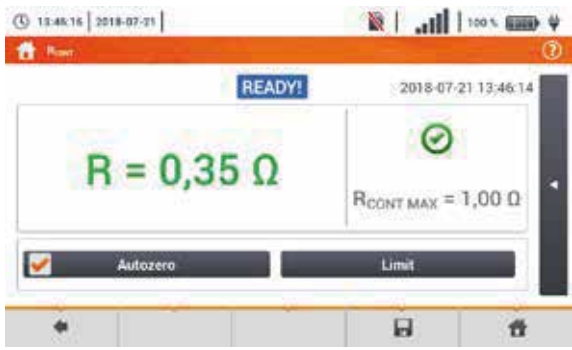 13:46:16 2018-07-21 100 %
RCONT
READY! 2018-07-21 13:46:14
R = 0,35 Ω
RCONT MAX = 1,00 Ω
Autozero Limit